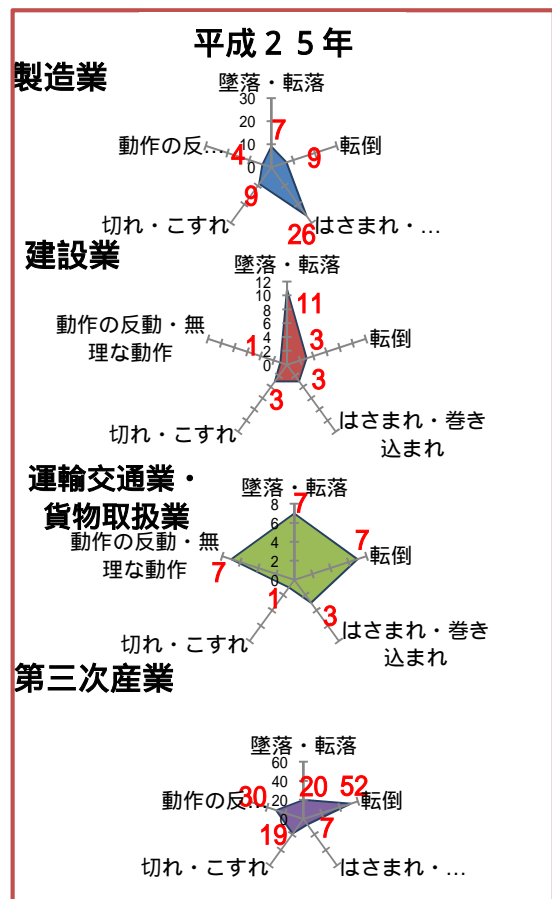 平成２５年
製造業
墜落・転落
30
20
10
0
7
転倒
9
はさまれ・…
26
切れ・こすれ
9
動作の反…
4
建設業
墜落・転落
12
10
8
6
4
2
0
11
転倒
3
はさまれ・巻き
込まれ
3
切れ・こすれ
3
動作の反動・無
理な動作
1
運輸交通業・
貨物取扱業
墜落・転落
8
6
4
2
0
7
転倒
7
はさまれ・巻き
込まれ
3
切れ・こすれ
1
動作の反動・無
理な動作
7
第三次産業
墜落・転落
60
40
20
0
20
転倒
52
はさまれ・…
7
切れ・こすれ
19
動作の反…
30